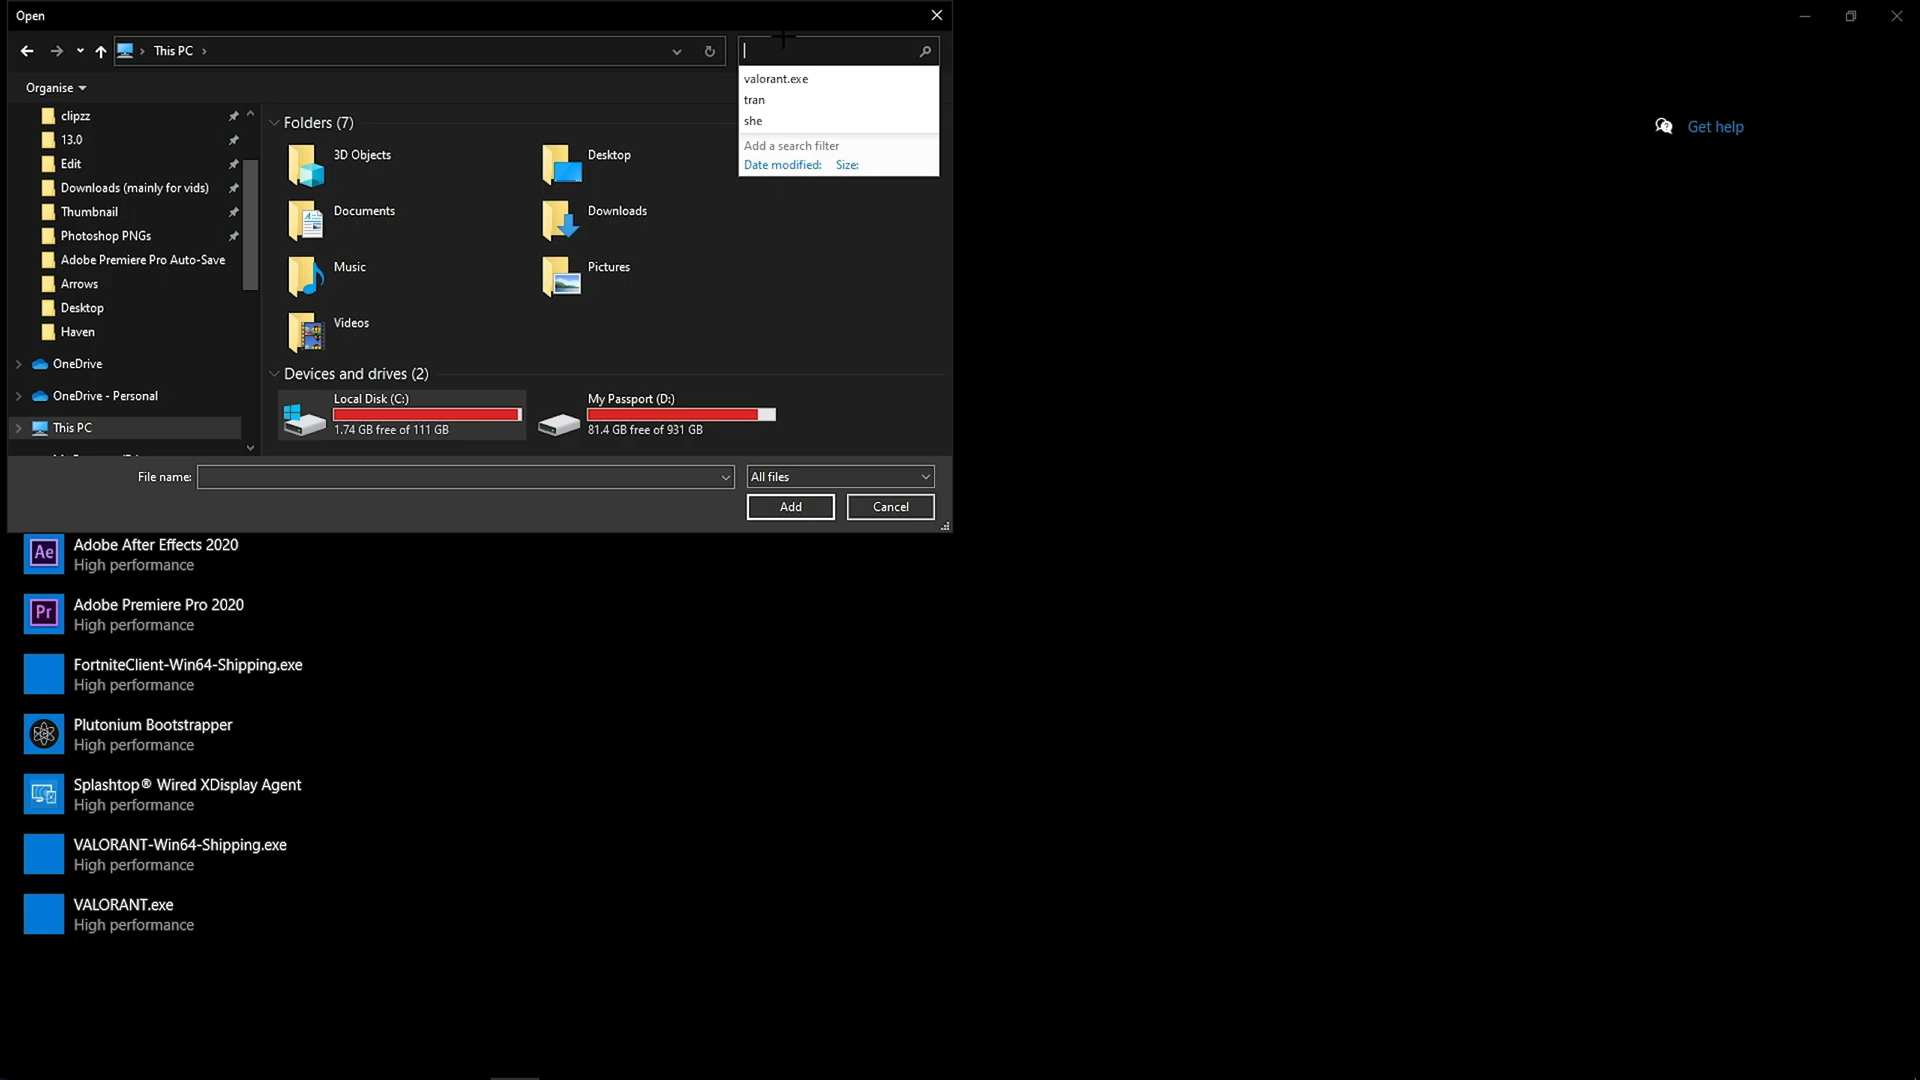 Open
This PC
valorant.exe
tran
she
Add a search filter
Date modified: Size:
Organise
clipzz
13.0
Edit
Downloads (mainly for vids)
Thumbnail
Photoshop PNGs
Adobe Premiere Pro Auto-Save
Arrows
Desktop
Haven
OneDrive
OneDrive - Personal
This PC
Folders (7)
3D Objects
Desktop
Documents
Downloads
Music
Pictures
Videos
Devices and drives (2)
Local Disk (C:)
1.74 GB free of 111 GB
My Passport (D:)
81.4 GB free of 931 GB
File name:
All files
Add
Cancel
Get help
Ae
Adobe After Effects 2020
High performance
Pr
Adobe Premiere Pro 2020
High performance
FortniteClient-Win64-Shipping.exe
High performance
Plutonium Bootstrapper
High performance
Splashtop® Wired XDisplay Agent
High performance
VALORANT-Win64-Shipping.exe
High performance
VALORANT.exe
High performance